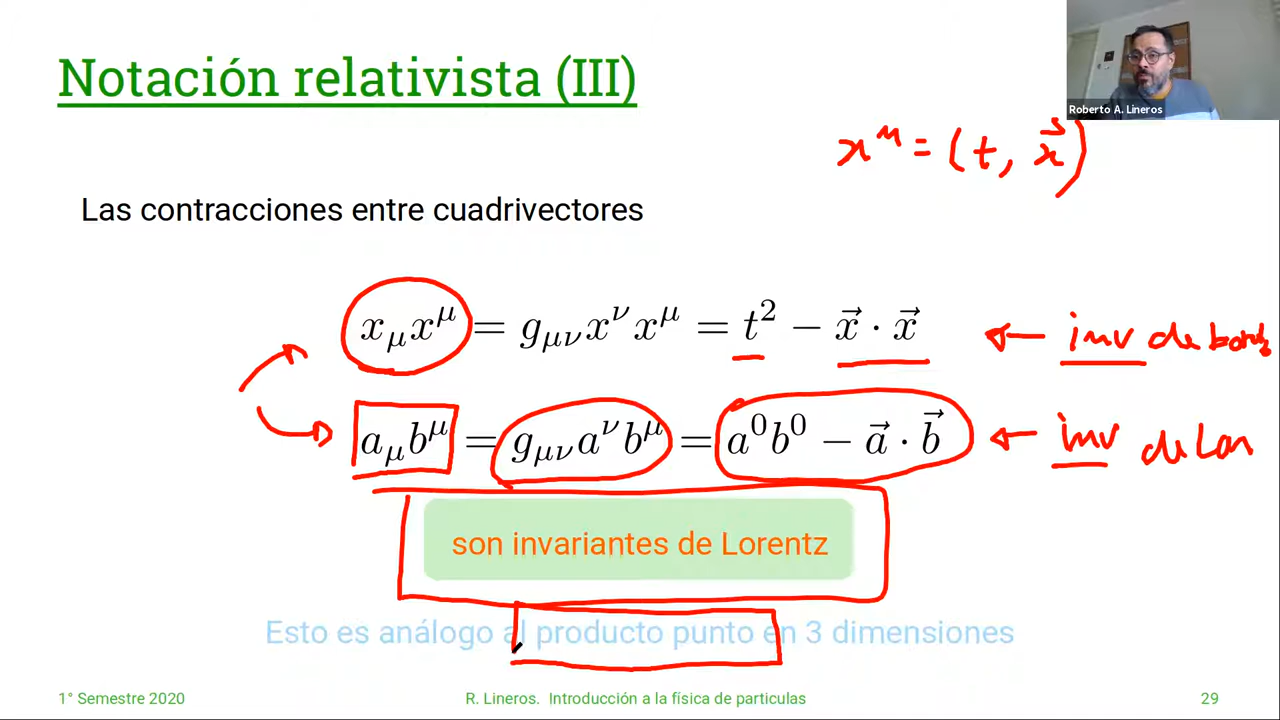 Notación relativista (III)
Roberto A. Lineros
x^μ = (t, x⃗)
Las contracciones entre cuadrivectores
x_μ x^μ = g_μν x^ν x^μ = t² − x⃗ · x⃗ ← inv de
a_μ b^μ = g_μν a^ν b^μ = a⁰b⁰ − a⃗ · b⃗ ← inv de Lor
son invariantes de Lorentz
Esto es análogo al producto punto en 3 dimensiones
1° Semestre 2020
R. Lineros. Introducción a la física de particulas
29